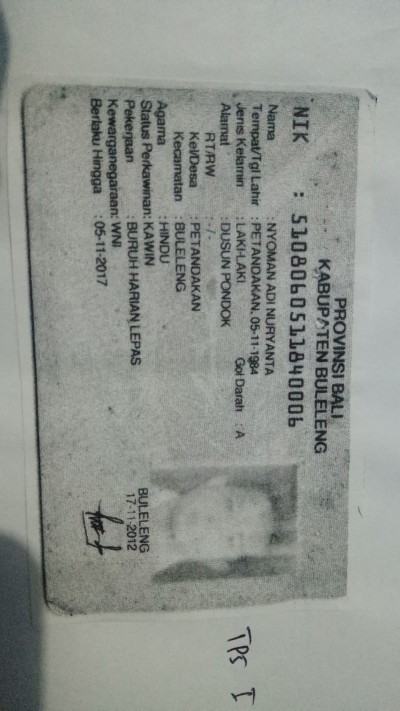 PROVINSI BALI
KABUPATEN BULELENG
NIK : 5108060511840006
Nama : NYOMAN ADI NURYANTA
Tempat/Tgl Lahir : PETANDAKAN, 05-11-1984
Jenis Kelamin : LAKI-LAKI Gol Darah : A
Alamat : DUSUN PONDOK
RT/RW : -/-
Kel/Desa : PETANDAKAN
Kecamatan : BULELENG
Agama : HINDU
Status Perkawinan: KAWIN
Pekerjaan : BURUH HARIAN LEPAS
Kewarganegaraan: WNI
Berlaku Hingga : 05-11-2017
BULELENG
17-11-2012
TPS I